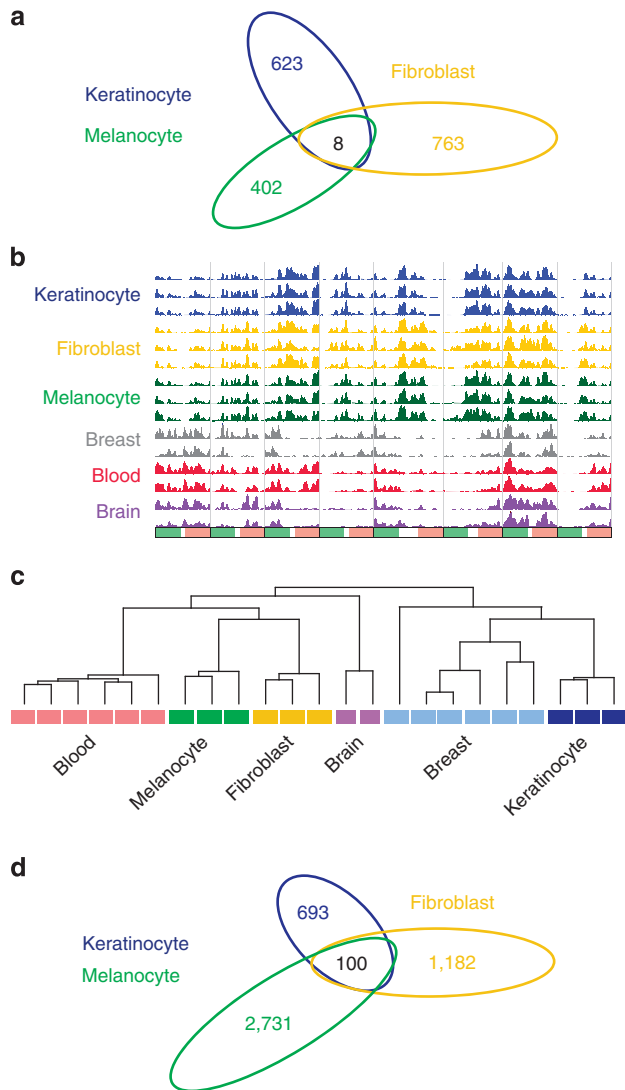 a
623
Fibroblast
Keratinocyte
Melanocyte
8
763
402
b
Keratinocyte
Fibroblast
Melanocyte
Breast
Blood
Brain
c
Blood
Melanocyte
Fibroblast
Brain
Breast
Keratinocyte
d
693
Fibroblast
Keratinocyte
Melanocyte
100
1,182
2,731